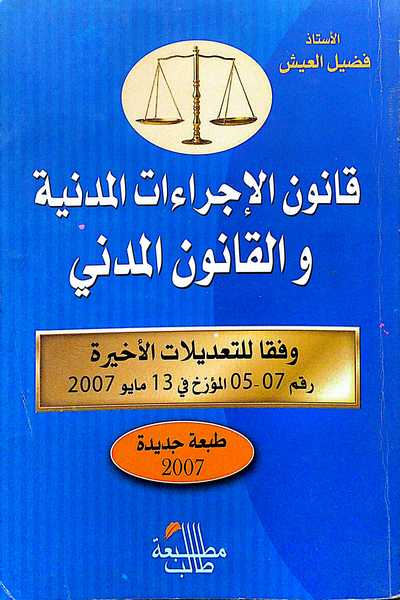 الأستاذ
فضيل العيش
قانون الإجراءات المدنية
و القانون المدني
وفقا للتعديلات الأخيرة
رقم 07-05 المؤرخ في 13 مايو 2007
طبعة جديدة
2007
مطبعة
طالب